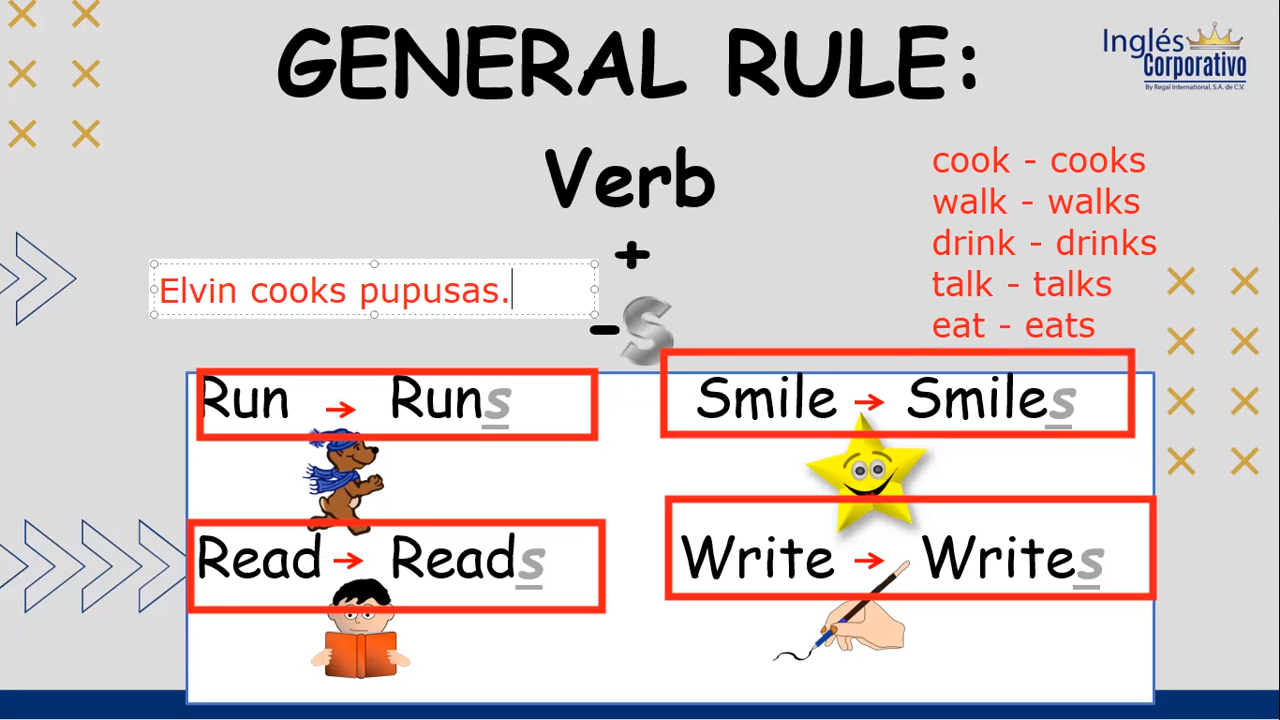 GENERAL RULE:
Inglés
Corporativo
By Regal International, S.A. de C.V.
Verb
+
-s
cook - cooks
walk - walks
drink - drinks
talk - talks
eat - eats
Elvin cooks pupusas.
Run → Runs
Smile → Smiles
Read → Reads
Write → Writes